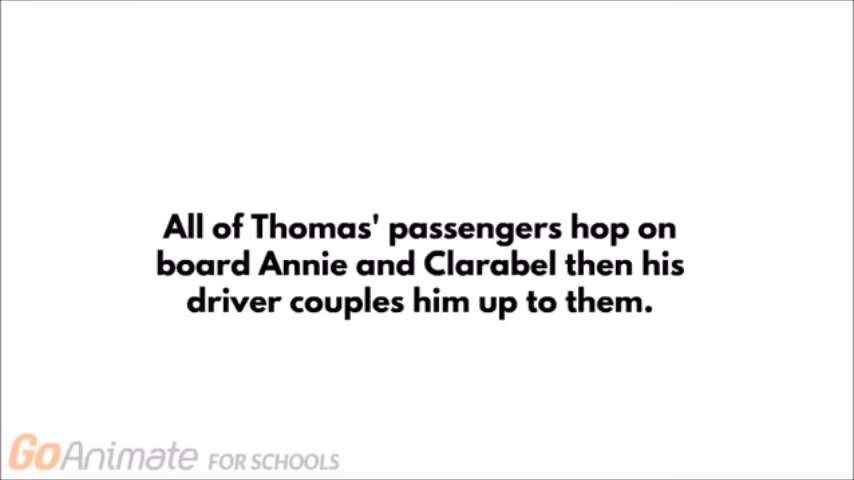 All of Thomas' passengers hop on
board Annie and Clarabel then his
driver couples him up to them.
GoAnimate FOR SCHOOLS